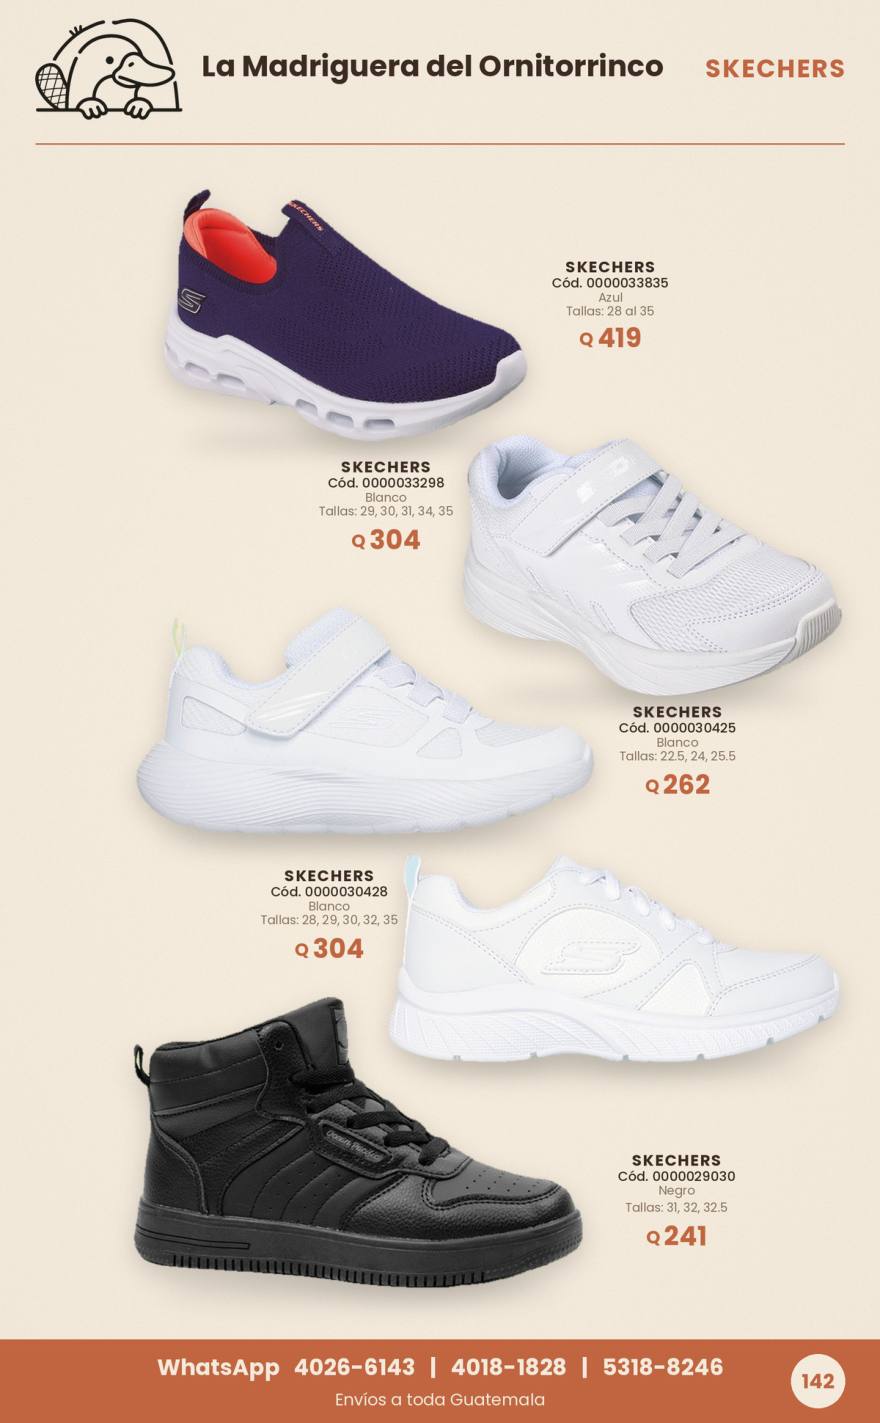 La Madriguera del Ornitorrinco
SKECHERS
SKECHERS
SKECHERS
Cód. 0000033835
Azul
Tallas: 28 al 35
Q 419
SKECHERS
Cód. 0000033298
Blanco
Tallas: 29, 30, 31, 34, 35
Q 304
SKECHERS
Cód. 0000030425
Blanco
Tallas: 22.5, 24, 25.5
Q 262
SKECHERS
Cód. 0000030428
Blanco
Tallas: 28, 29, 30, 32, 35
Q 304
Ocean Pacific
SKECHERS
Cód. 0000029030
Negro
Tallas: 31, 32, 32.5
Q 241
WhatsApp 4026-6143 | 4018-1828 | 5318-8246
Envíos a toda Guatemala
142